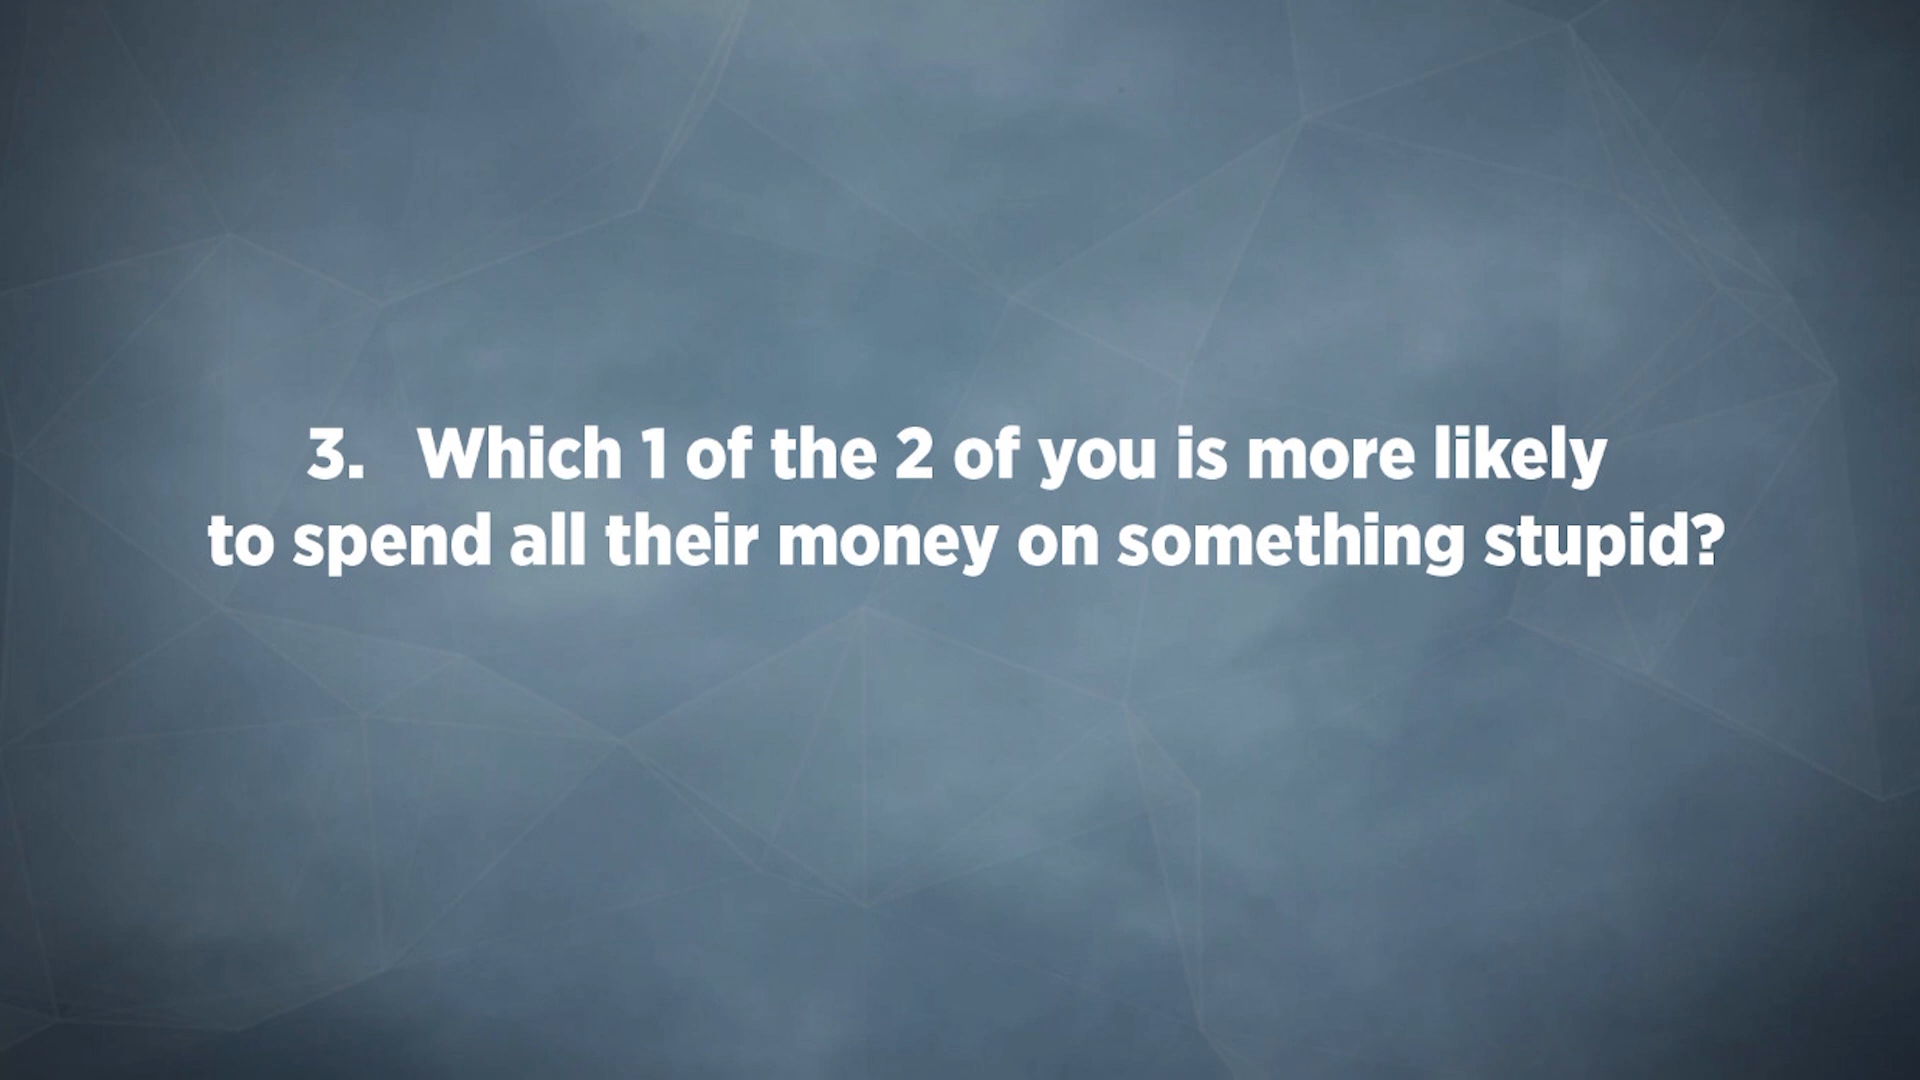 3. Which 1 of the 2 of you is more likely
to spend all their money on something stupid?